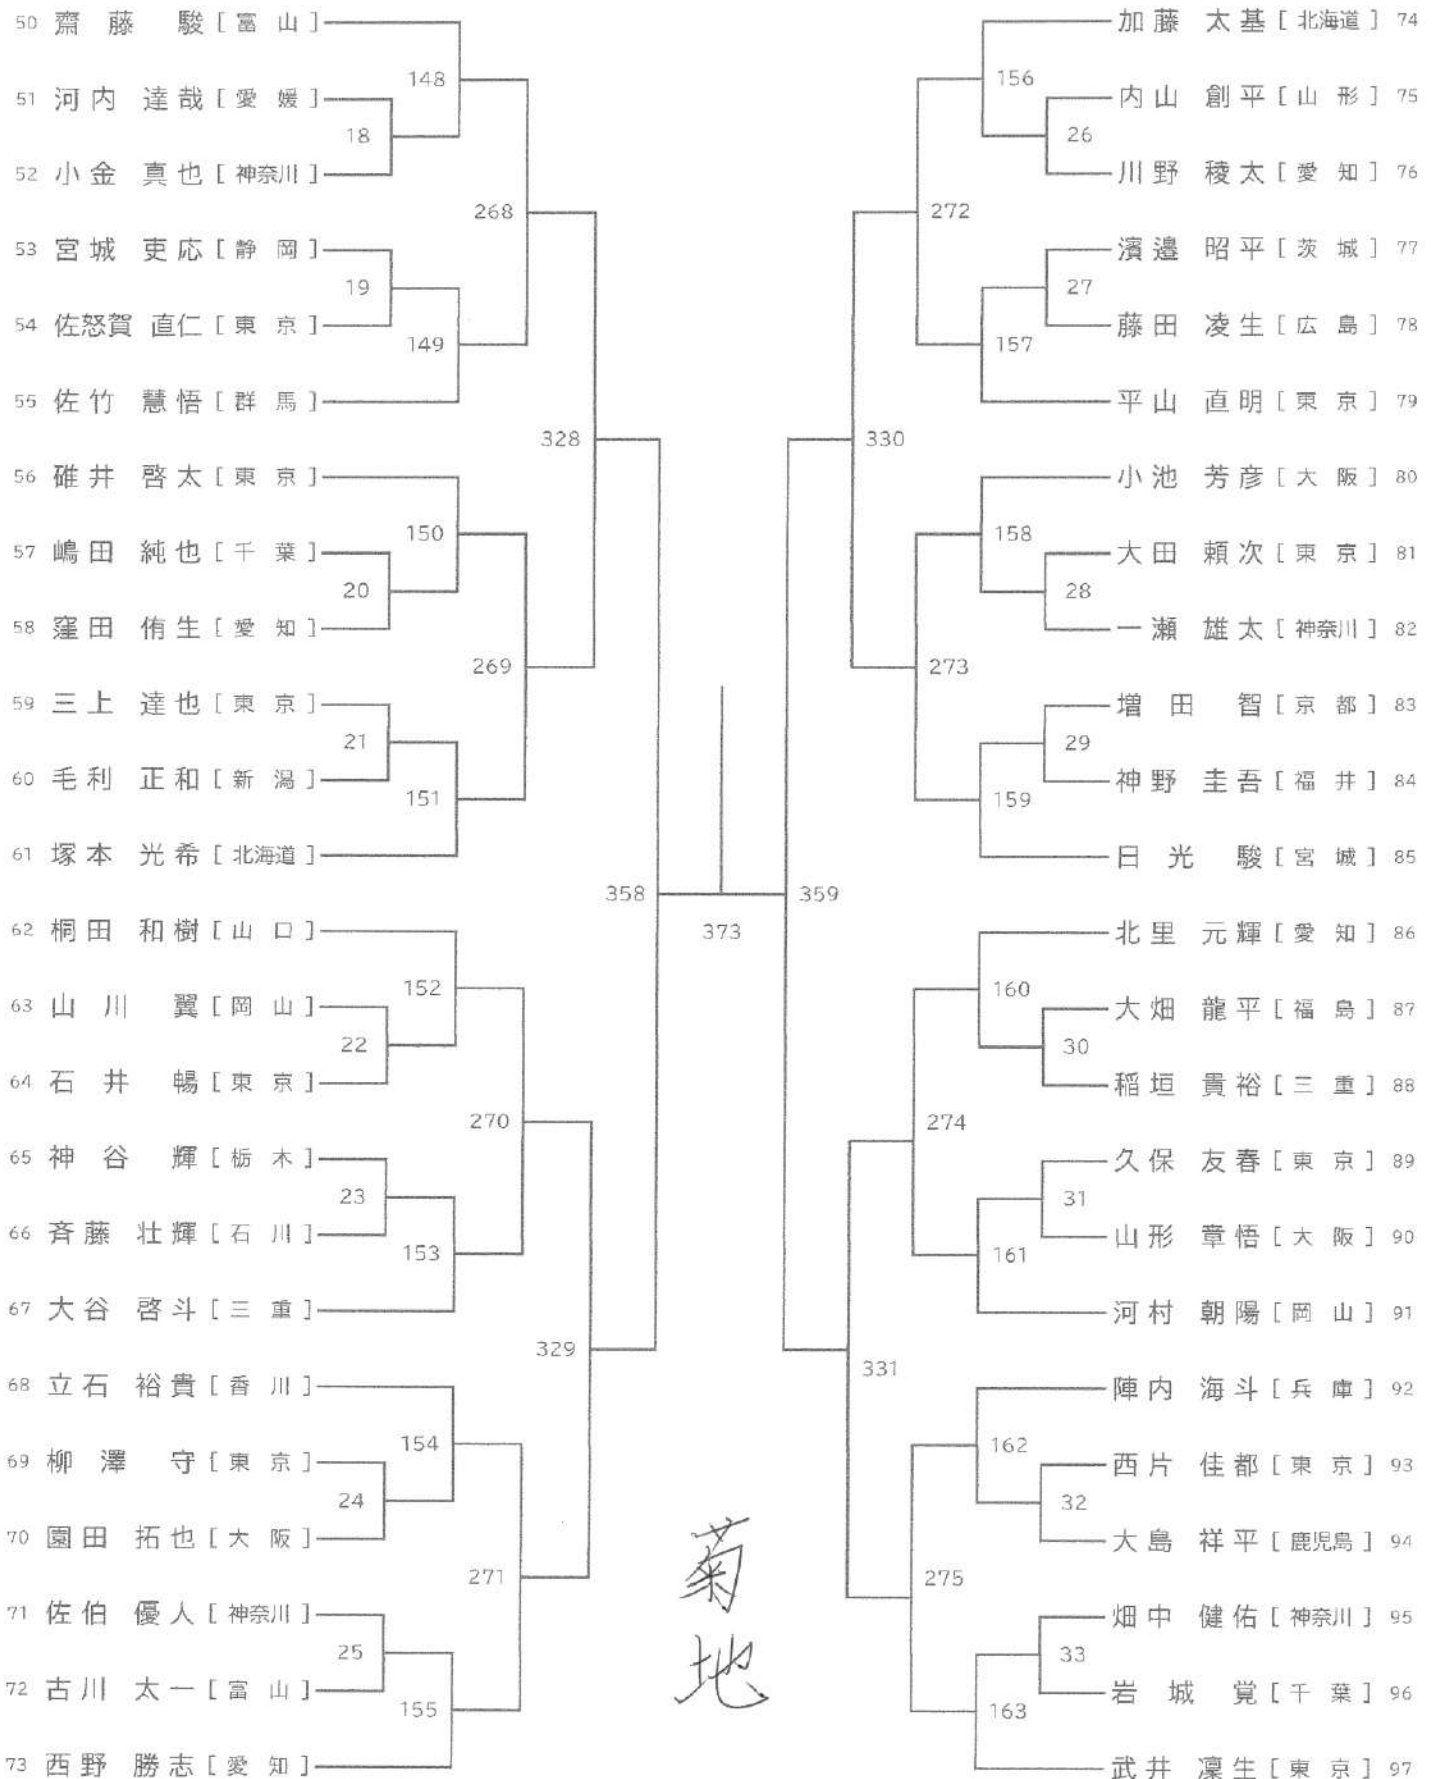 50 齋藤 駿 [富山]
148
51 河内 達哉 [愛媛]
18
52 小金 真也 [神奈川]
268
53 宮城 吏応 [静岡]
19
54 佐怒賀 直仁 [東京]
149
55 佐竹 慧悟 [群馬]
328
56 碓井 啓太 [東京]
150
57 嶋田 純也 [千葉]
20
58 窪田 侑生 [愛知]
269
59 三上 達也 [東京]
21
60 毛利 正和 [新潟]
151
61 塚本 光希 [北海道]
358
62 桐田 和樹 [山口]
152
63 山川 翼 [岡山]
22
64 石井 暢 [東京]
270
65 神谷 輝 [栃木]
23
66 斉藤 壮輝 [石川]
153
67 大谷 啓斗 [三重]
329
68 立石 裕貴 [香川]
154
69 柳澤 守 [東京]
24
70 園田 拓也 [大阪]
271
71 佐伯 優人 [神奈川]
25
72 古川 太一 [富山]
155
73 西野 勝志 [愛知]
373
菊地
加藤 太基 [北海道] 74
156
内山 創平 [山形] 75
26
川野 稜太 [愛知] 76
272
濱邉 昭平 [茨城] 77
27
藤田 凌生 [広島] 78
157
平山 直明 [東京] 79
330
小池 芳彦 [大阪] 80
158
大田 頼次 [東京] 81
28
一瀬 雄太 [神奈川] 82
273
増田 智 [京都] 83
29
神野 圭吾 [福井] 84
159
日光 駿 [宮城] 85
359
北里 元輝 [愛知] 86
160
大畑 龍平 [福島] 87
30
稲垣 貴裕 [三重] 88
274
久保 友春 [東京] 89
31
山形 章悟 [大阪] 90
161
河村 朝陽 [岡山] 91
331
陣内 海斗 [兵庫] 92
162
西片 佳都 [東京] 93
32
大島 祥平 [鹿児島] 94
275
畑中 健佑 [神奈川] 95
33
岩城 覚 [千葉] 96
163
武井 凜生 [東京] 97